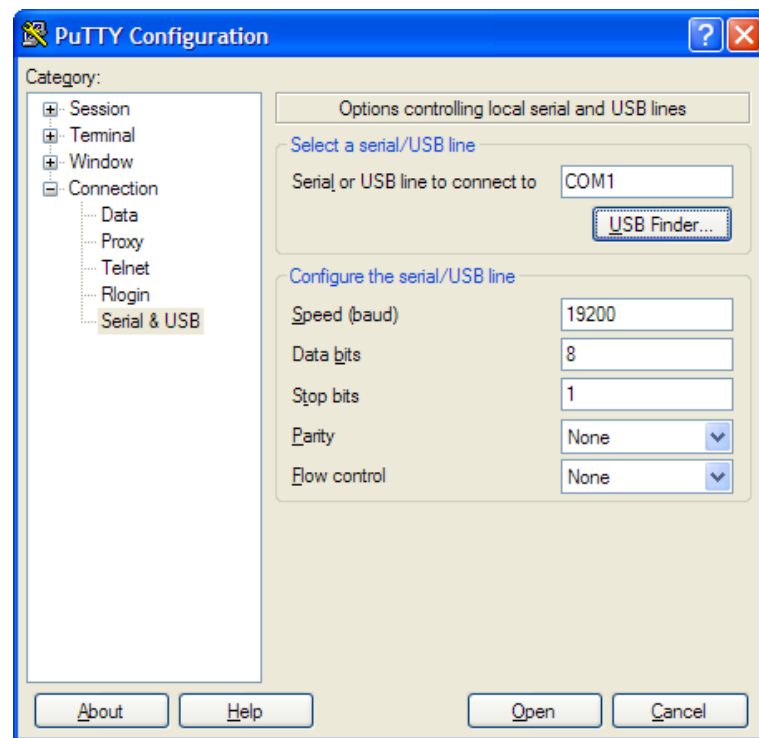 PuTTY Configuration
Category:
Session
Terminal
Window
Connection
Data
Proxy
Telnet
Rlogin
Serial & USB
Options controlling local serial and USB lines
Select a serial/USB line
Serial or USB line to connect to COM1
USB Finder...
Configure the serial/USB line
Speed (baud) 19200
Data bits 8
Stop bits 1
Parity None
Flow control None
About Help Open Cancel